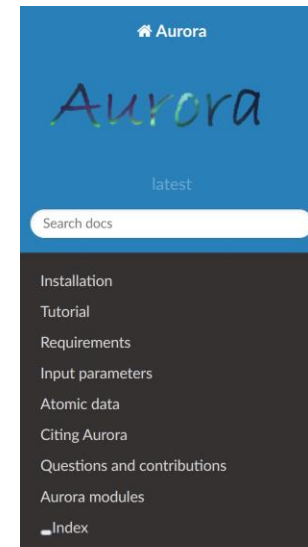 Aurora
Aurora
latest
Search docs
Installation
Tutorial
Requirements
Input parameters
Atomic data
Citing Aurora
Questions and contributions
Aurora modules
Index